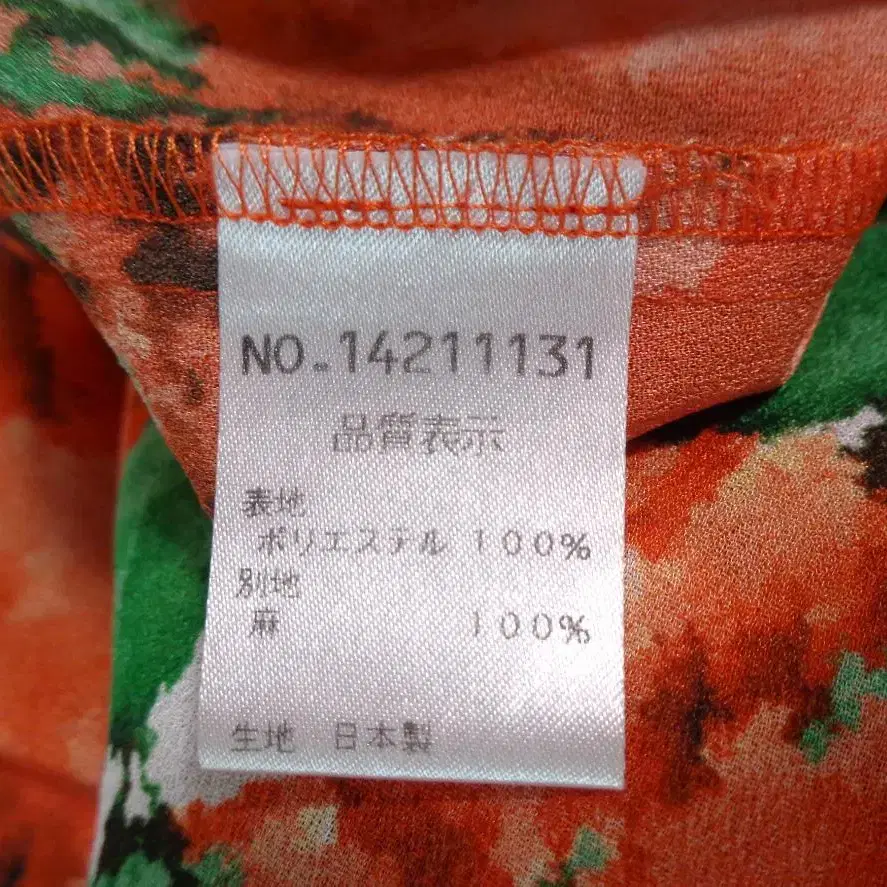 NO.14211131
品質表示
表地
ポリエステル 100%
別地
麻 100%
生地 日本製